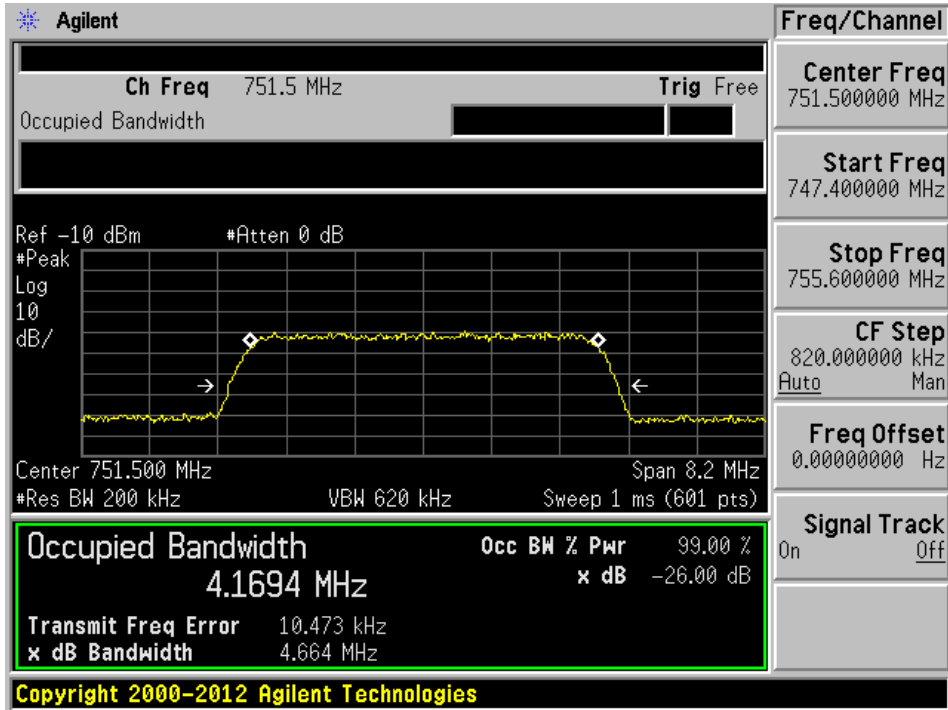 Agilent
Freq/Channel
Ch Freq 751.5 MHz Trig Free
Occupied Bandwidth
Center Freq
751.500000 MHz
Start Freq
747.400000 MHz
Ref -10 dBm #Atten 0 dB
#Peak
Log
10
dB/
Stop Freq
755.600000 MHz
CF Step
820.000000 kHz
Auto Man
Freq Offset
0.00000000 Hz
Center 751.500 MHz Span 8.2 MHz
#Res BW 200 kHz VBW 620 kHz Sweep 1 ms (601 pts)
Signal Track
On Off
Occupied Bandwidth Occ BW % Pwr 99.00 %
4.1694 MHz x dB -26.00 dB
Transmit Freq Error 10.473 kHz
x dB Bandwidth 4.664 MHz
Copyright 2000-2012 Agilent Technologies